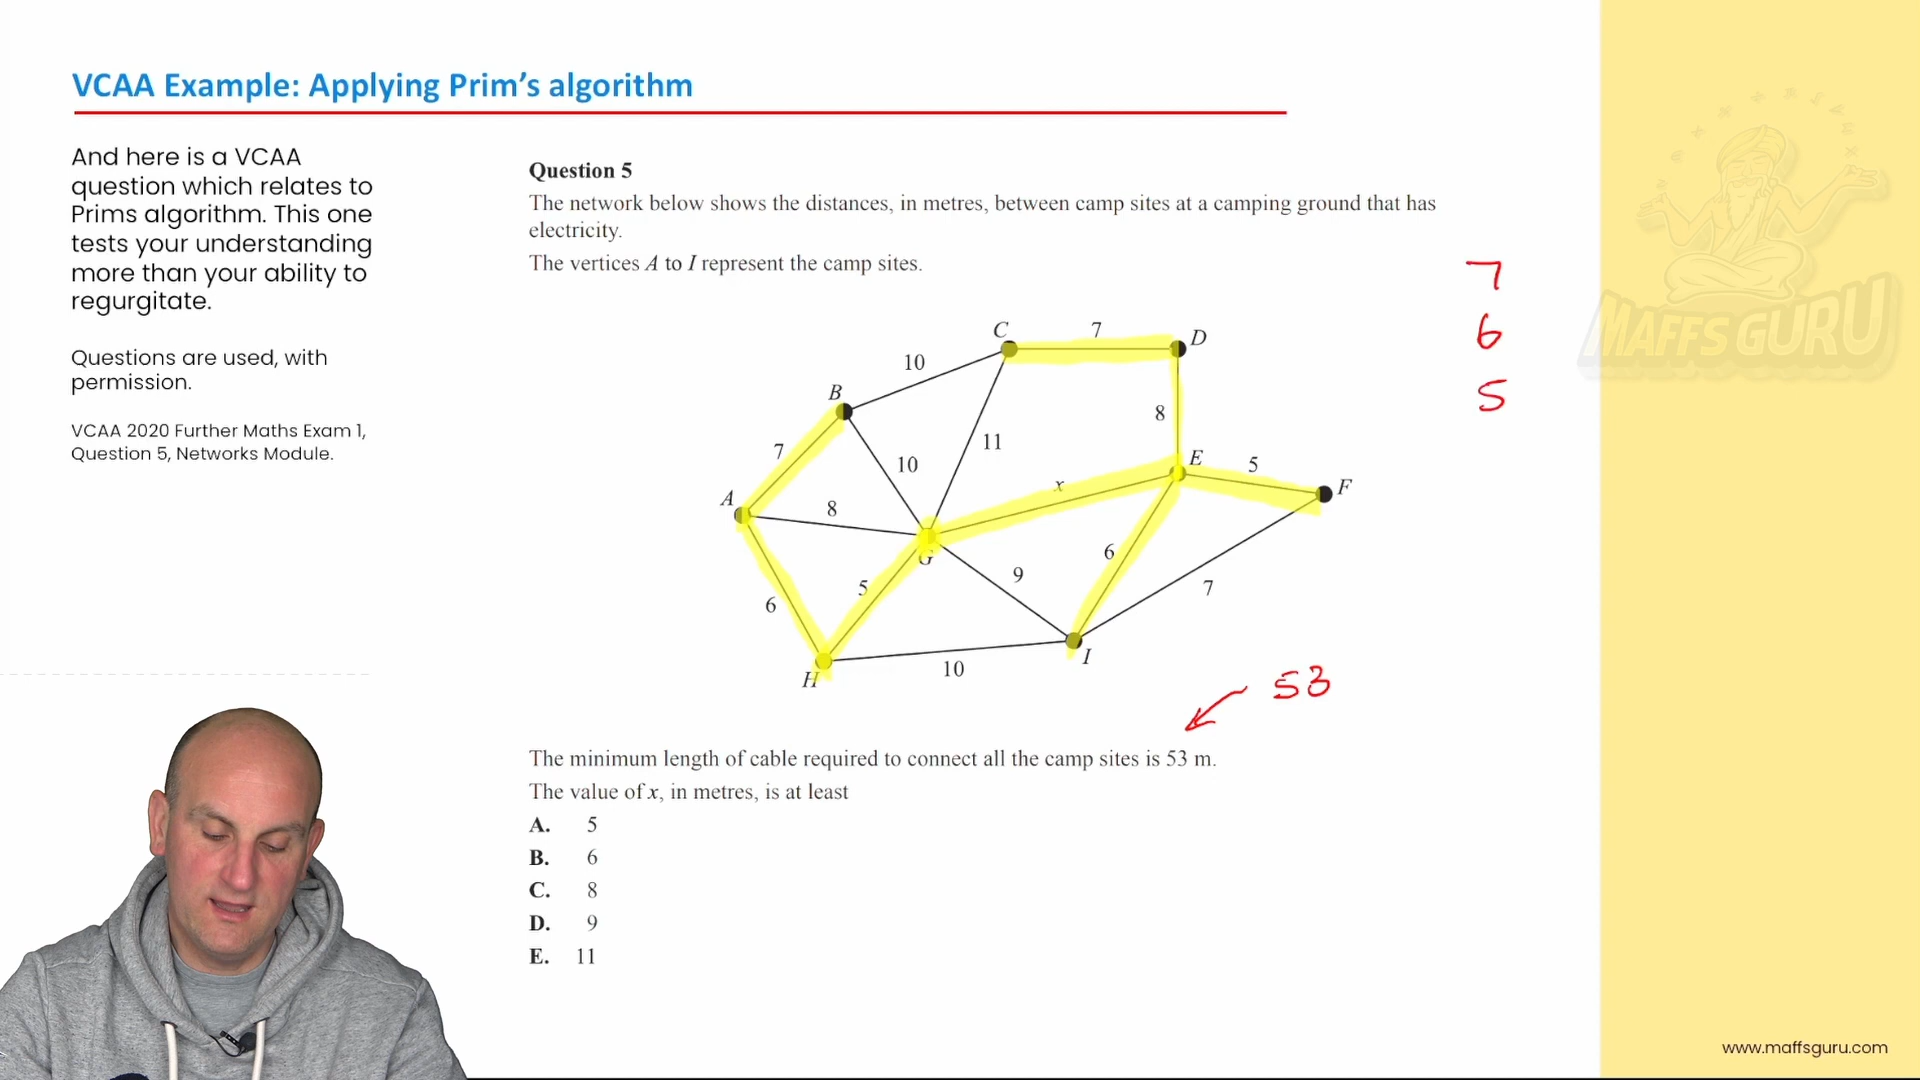 VCAA Example: Applying Prim’s algorithm
And here is a VCAA
question which relates to
Prims algorithm. This one
tests your understanding
more than your ability to
regurgitate.
Questions are used, with
permission.
VCAA 2020 Further Maths Exam 1,
Question 5, Networks Module.
Question 5
The network below shows the distances, in metres, between camp sites at a camping ground that has
electricity.
The vertices A to I represent the camp sites.
7
6
5
MAFFS GURU
C
7
D
10
B
8
11
10
7
E
5
F
x
A
8
G
6
9
5
7
6
10
I
H
53
The minimum length of cable required to connect all the camp sites is 53 m.
The value of x, in metres, is at least
A. 5
B. 6
C. 8
D. 9
E. 11
www.maffsguru.com